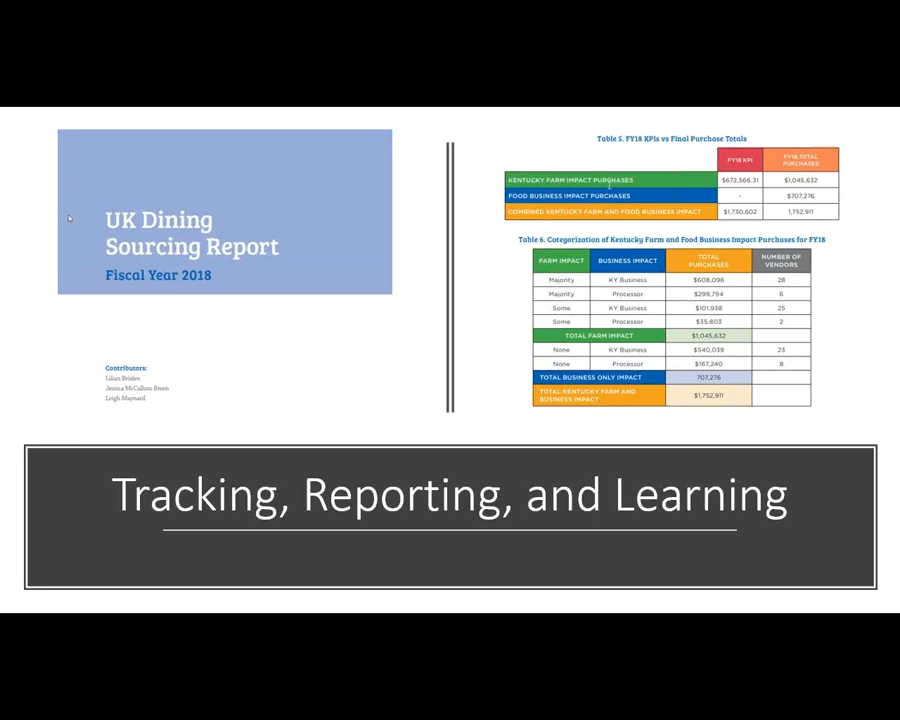 UK Dining
Sourcing Report
Fiscal Year 2018
Contributors:
Lilian Brislen
Jessica McCallum Breen
Leigh Maynard
Table 5. FY18 KPIs vs Final Purchase Totals
FY18 KPI FY18 TOTAL PURCHASES
KENTUCKY FARM IMPACT PURCHASES $672,566.31 $1,045,632
FOOD BUSINESS IMPACT PURCHASES - $707,276
COMBINED KENTUCKY FARM AND FOOD BUSINESS IMPACT $1,730,602 1,752,911
Table 6. Categorization of Kentucky Farm and Food Business Impact Purchases for FY18
FARM IMPACT BUSINESS IMPACT TOTAL PURCHASES NUMBER OF VENDORS
Majority KY Business $608,096 28
Majority Processor $299,794 6
Some KY Business $101,938 25
Some Processor $35,803 2
TOTAL FARM IMPACT $1,045,632
None KY Business $540,039 23
None Processor $167,240 8
TOTAL BUSINESS ONLY IMPACT 707,276
TOTAL KENTUCKY FARM AND BUSINESS IMPACT $1,752,911
Tracking, Reporting, and Learning